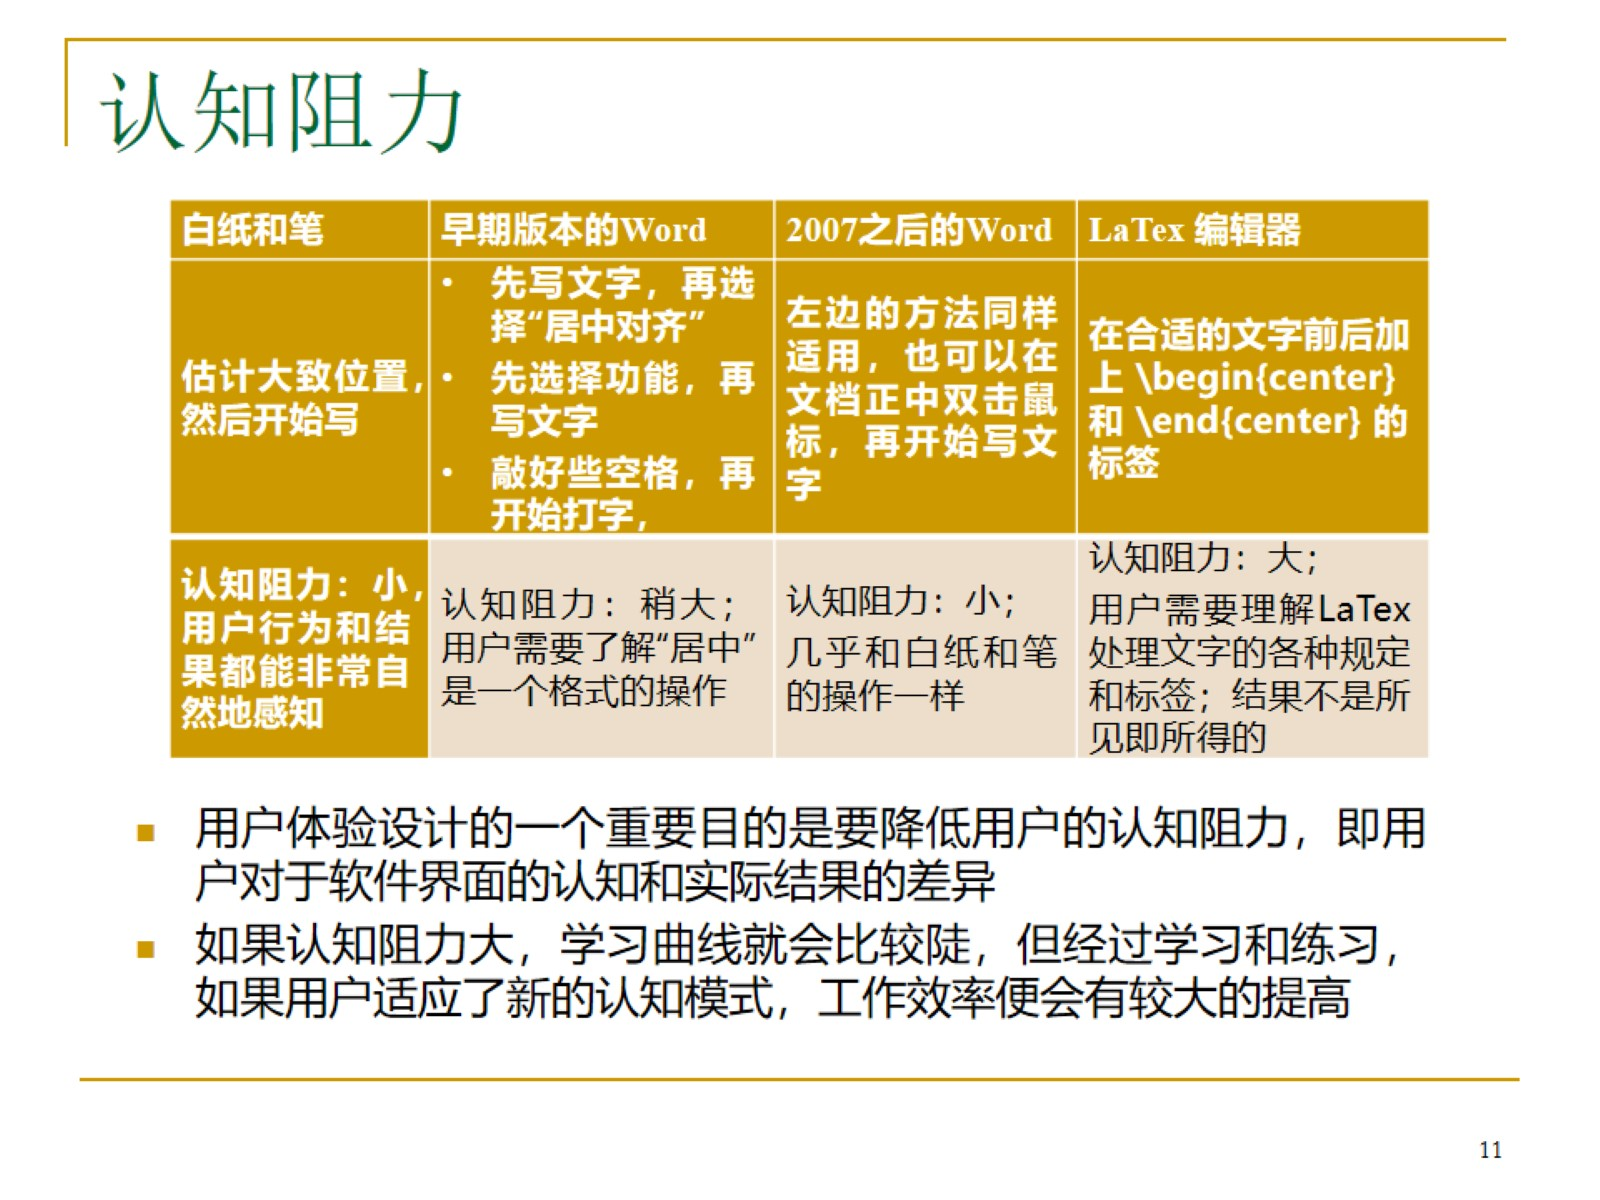 认知阻力
白纸和笔
早期版本的Word
2007之后的Word
LaTex 编辑器
估计大致位置,
然后开始写
• 先写文字，再选
择“居中对齐”
• 先选择功能，再
写文字
• 敲好些空格，再
开始打字，
左边的方法同样
适用，也可以在
文档正中双击鼠
标，再开始写文
字
在合适的文字前后加
上 \begin{center}
和 \end{center} 的
标签
认知阻力：小，
用户行为和结
果都能非常自
然地感知
认知阻力：稍大；
用户需要了解“居中”
是一个格式的操作
认知阻力：小；
几乎和白纸和笔
的操作一样
认知阻力：大；
用户需要理解LaTex
处理文字的各种规定
和标签；结果不是所
见即所得的
用户体验设计的一个重要目的是要降低用户的认知阻力，即用
户对于软件界面的认知和实际结果的差异
如果认知阻力大，学习曲线就会比较陡，但经过学习和练习，
如果用户适应了新的认知模式，工作效率便会有较大的提高
11